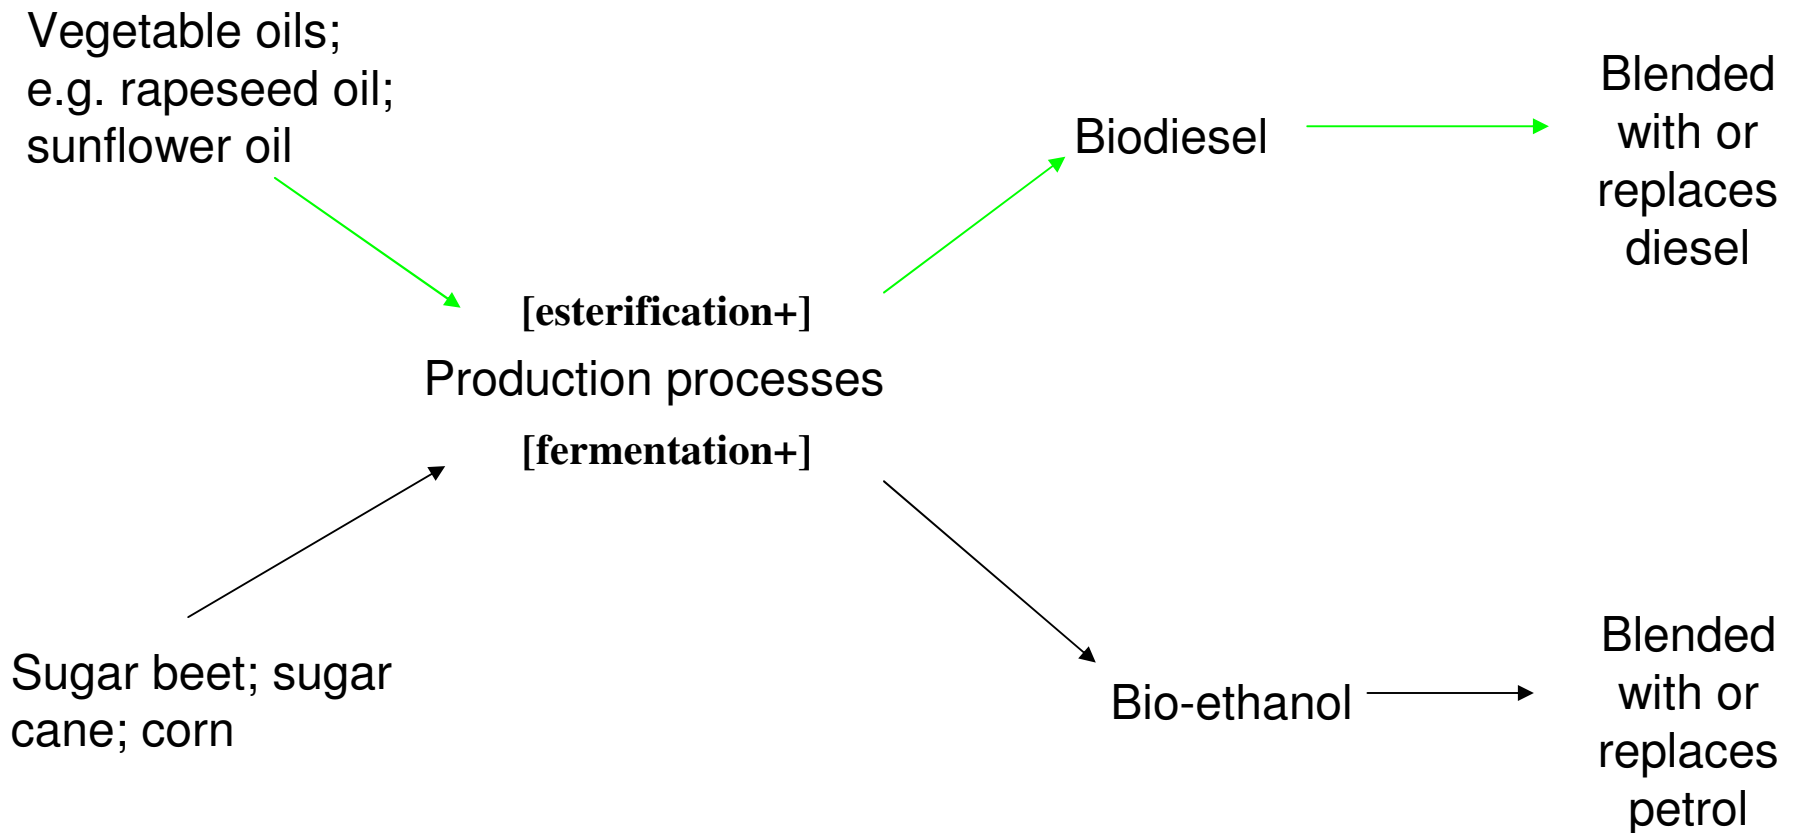 Vegetable oils;
e.g. rapeseed oil;
sunflower oil
Biodiesel
Blended
with or
replaces
diesel
[esterification+]
Production processes
[fermentation+]
Sugar beet; sugar
cane; corn
Bio-ethanol
Blended
with or
replaces
petrol